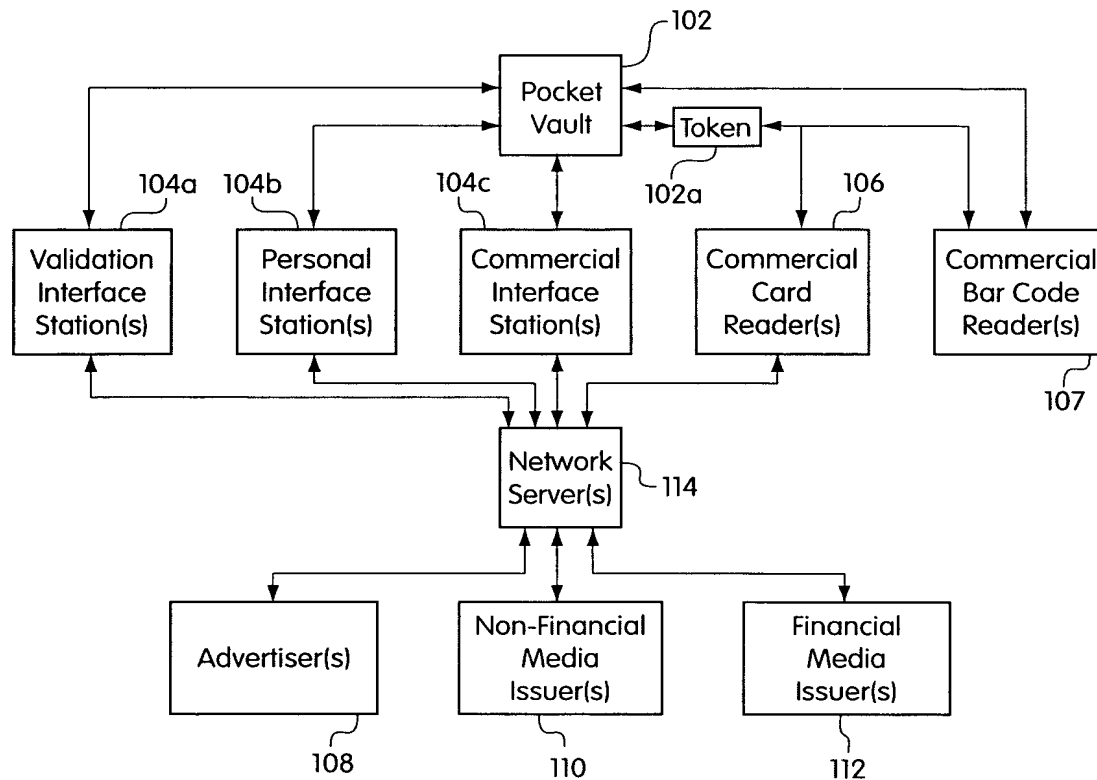 102
Pocket
Vault
Token
102a
104a
104b
104c
106
Validation
Interface
Station(s)
Personal
Interface
Station(s)
Commercial
Interface
Station(s)
Commercial
Card
Reader(s)
Commercial
Bar Code
Reader(s)
107
Network
Server(s)
114
Advertiser(s)
108
Non-Financial
Media
Issuer(s)
110
Financial
Media
Issuer(s)
112